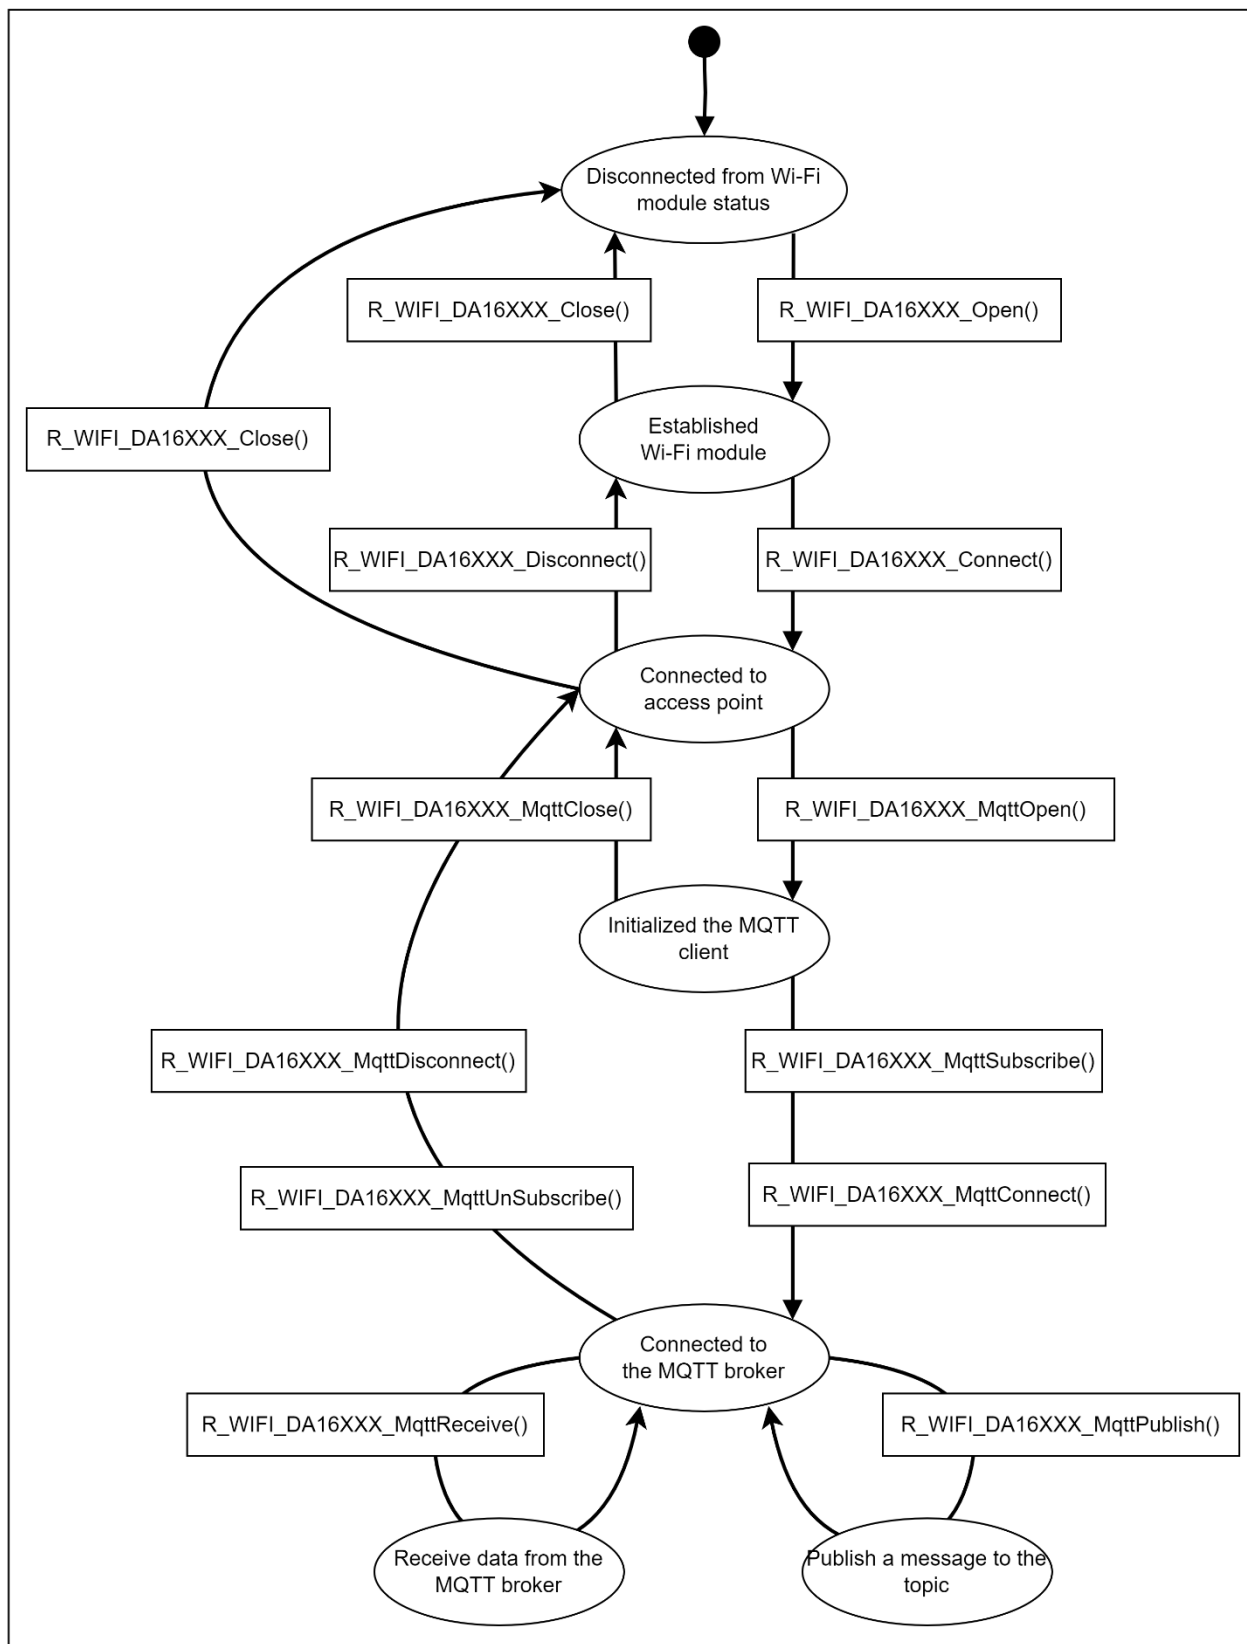 Disconnected from Wi-Fi
module status
R_WIFI_DA16XXX_Close()
R_WIFI_DA16XXX_Open()
R_WIFI_DA16XXX_Close()
Established
Wi-Fi module
R_WIFI_DA16XXX_Disconnect()
R_WIFI_DA16XXX_Connect()
Connected to
access point
R_WIFI_DA16XXX_MqttClose()
R_WIFI_DA16XXX_MqttOpen()
Initialized the MQTT
client
R_WIFI_DA16XXX_MqttDisconnect()
R_WIFI_DA16XXX_MqttSubscribe()
R_WIFI_DA16XXX_MqttUnSubscribe()
R_WIFI_DA16XXX_MqttConnect()
Connected to
the MQTT broker
R_WIFI_DA16XXX_MqttReceive()
R_WIFI_DA16XXX_MqttPublish()
Receive data from the
MQTT broker
Publish a message to the
topic